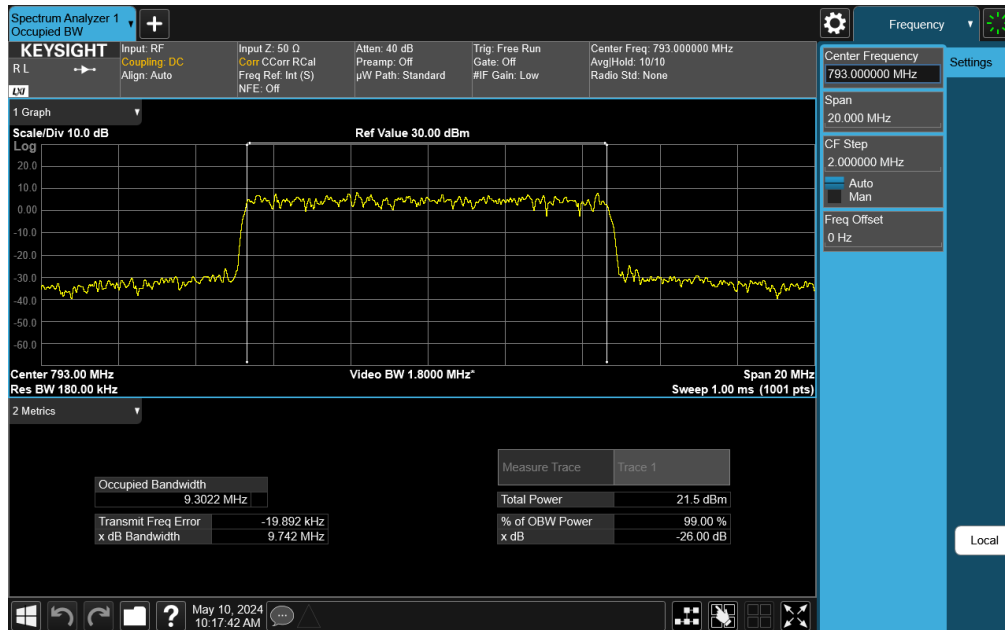 Spectrum Analyzer 1
Occupied BW
Frequency
KEYSIGHT
R L
LXI
Input: RF
Coupling: DC
Align: Auto
Input Z: 50 Ω
Corr CCorr RCal
Freq Ref: Int (S)
NFE: Off
Atten: 40 dB
Preamp: Off
µW Path: Standard
Trig: Free Run
Gate: Off
#IF Gain: Low
Center Freq: 793.000000 MHz
Avg|Hold: 10/10
Radio Std: None
Center Frequency
793.000000 MHz
Settings
Span
20.000 MHz
CF Step
2.000000 MHz
Auto
Man
Freq Offset
0 Hz
Local
1 Graph
Scale/Div 10.0 dB
Ref Value 30.00 dBm
Log
20.0
10.0
0.00
-10.0
-20.0
-30.0
-40.0
-50.0
-60.0
Center 793.00 MHz
Video BW 1.8000 MHz*
Span 20 MHz
Res BW 180.00 kHz
Sweep 1.00 ms (1001 pts)
2 Metrics
Measure Trace
Trace 1
Occupied Bandwidth
9.3022 MHz
Total Power
21.5 dBm
Transmit Freq Error
-19.892 kHz
% of OBW Power
99.00 %
x dB Bandwidth
9.742 MHz
x dB
-26.00 dB
May 10, 2024
10:17:42 AM